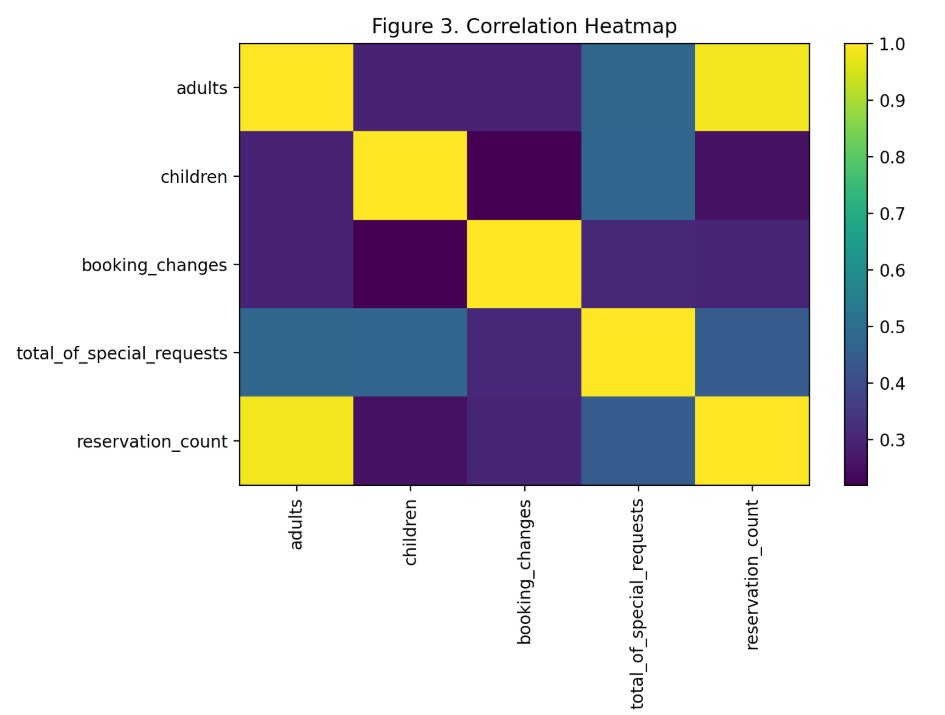 Figure 3. Correlation Heatmap
adults
children
booking_changes
total_of_special_requests
reservation_count
adults
children
booking_changes
total_of_special_requests
reservation_count
1.0
0.9
0.8
0.7
0.6
0.5
0.4
0.3